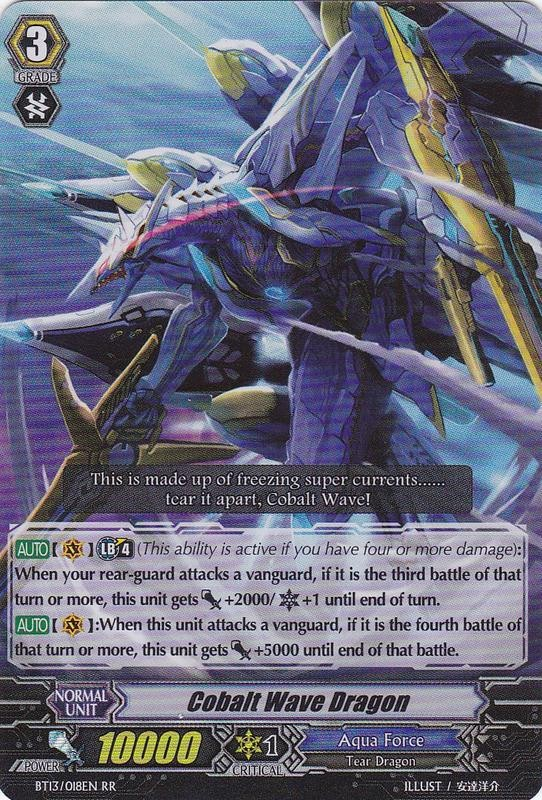 3
GRADE
This is made up of freezing super currents......
tear it apart, Cobalt Wave!
AUTO【 】LB4 (This ability is active if you have four or more damage):
When your rear-guard attacks a vanguard, if it is the third battle of that
turn or more, this unit gets +2000/ +1 until end of turn.
AUTO【 】:When this unit attacks a vanguard, if it is the fourth battle of
that turn or more, this unit gets +5000 until end of that battle.
NORMAL
UNIT
Cobalt Wave Dragon
POWER
10000
1
CRITICAL
Aqua Force
Tear Dragon
BT13/018EN RR
ILLUST / 安達洋介